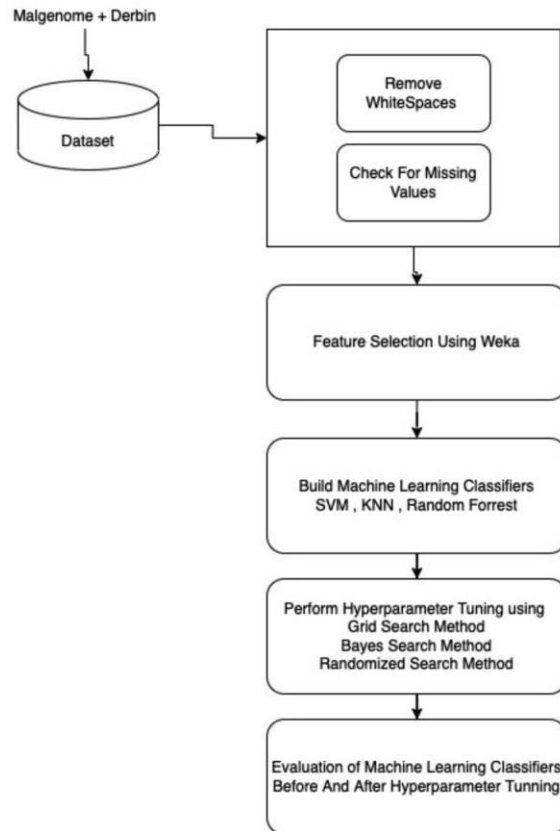 Malgenome + Derbin
Dataset
Remove
WhiteSpaces
Check For Missing
Values
Feature Selection Using Weka
Build Machine Learning Classifiers
SVM , KNN , Random Forrest
Perform Hyperparameter Tuning using
Grid Search Method
Bayes Search Method
Randomized Search Method
Evaluation of Machine Learning Classifiers
Before And After Hyperparameter Tunning